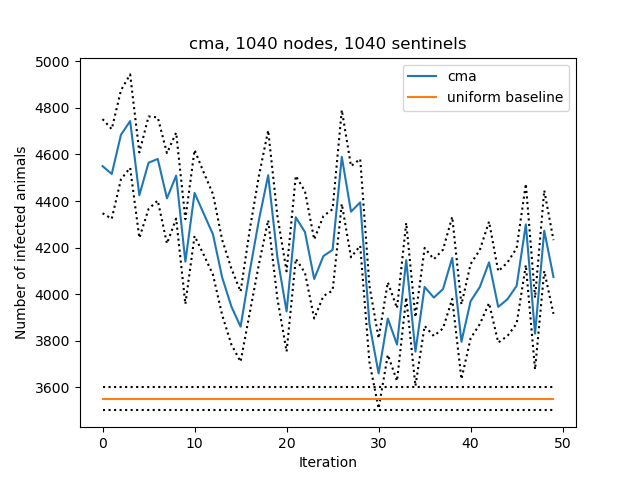 cma, 1040 nodes, 1040 sentinels
cma
uniform baseline
Number of infected animals
5000
4800
4600
4400
4200
4000
3800
3600
0 10 20 30 40 50
Iteration